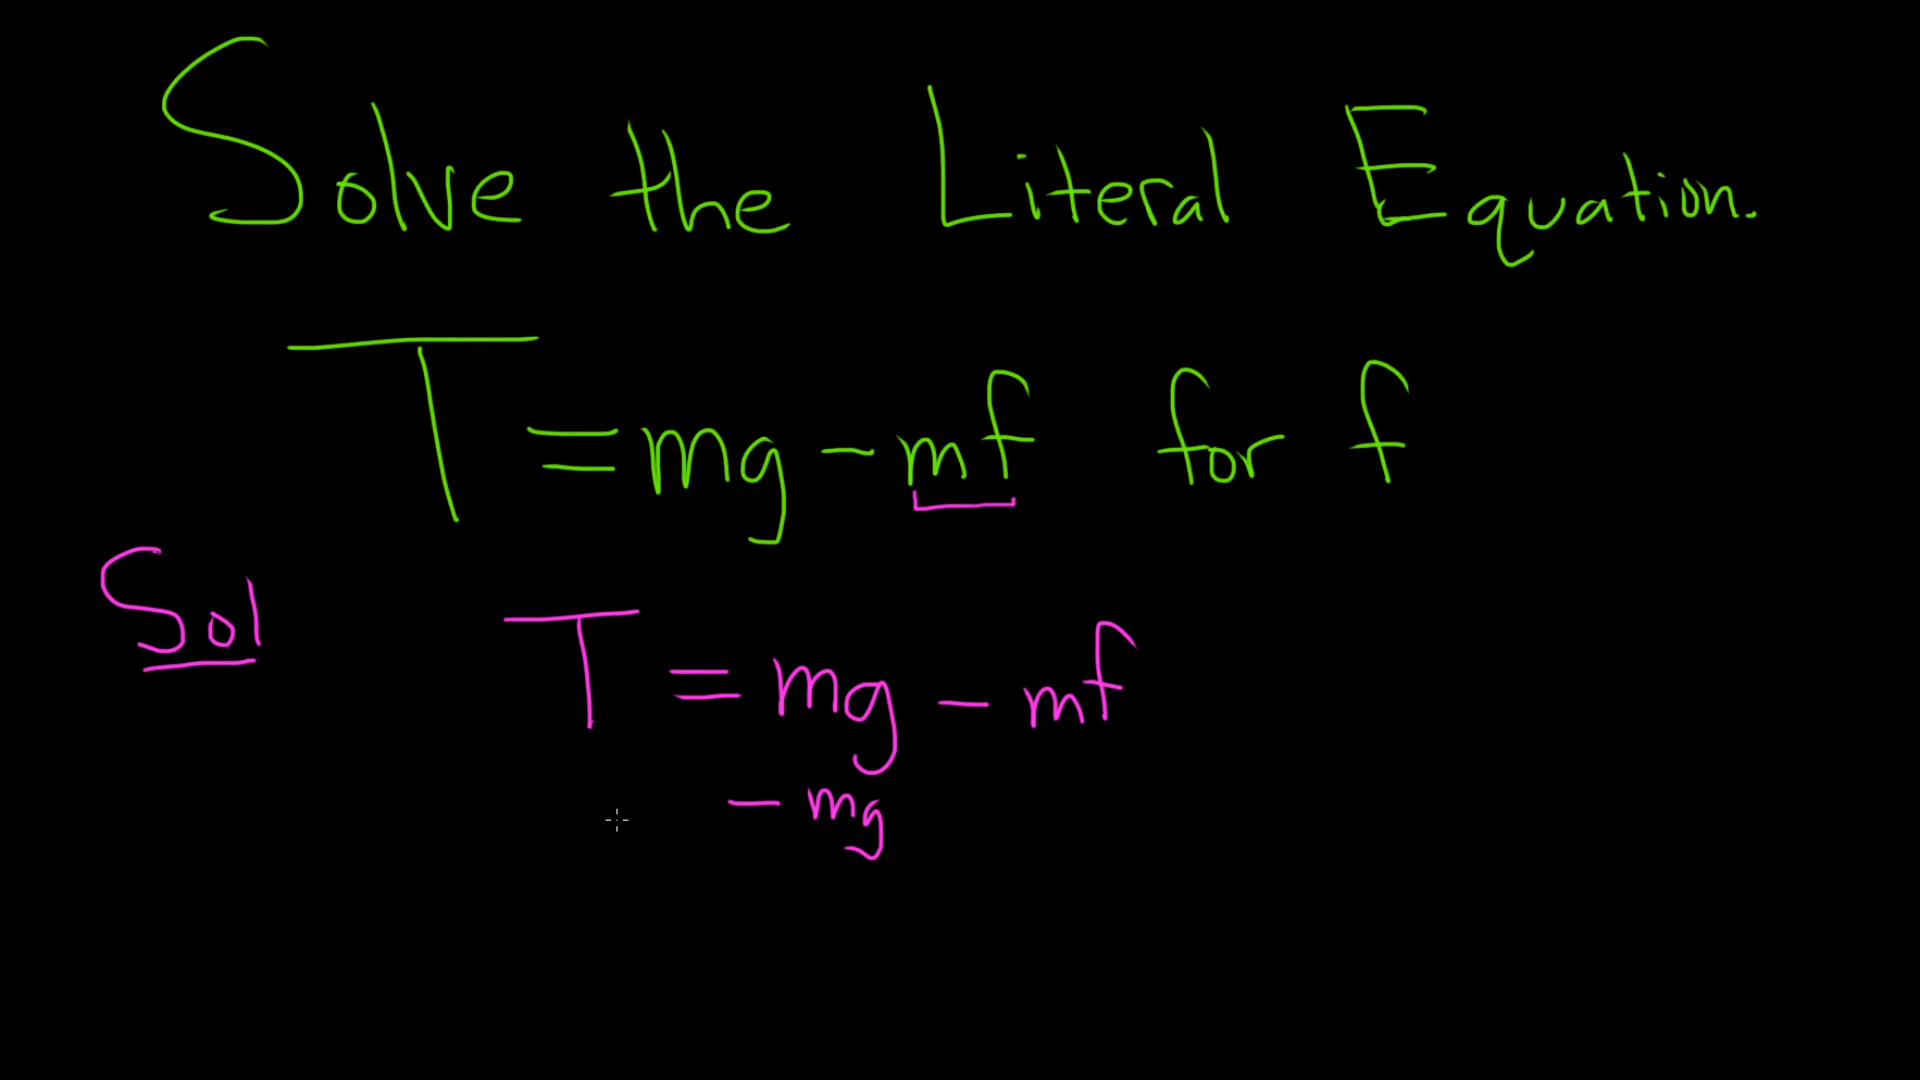 Solve the Literal Equation.
T = mg - mf for f
Sol T = mg - mf
- mg